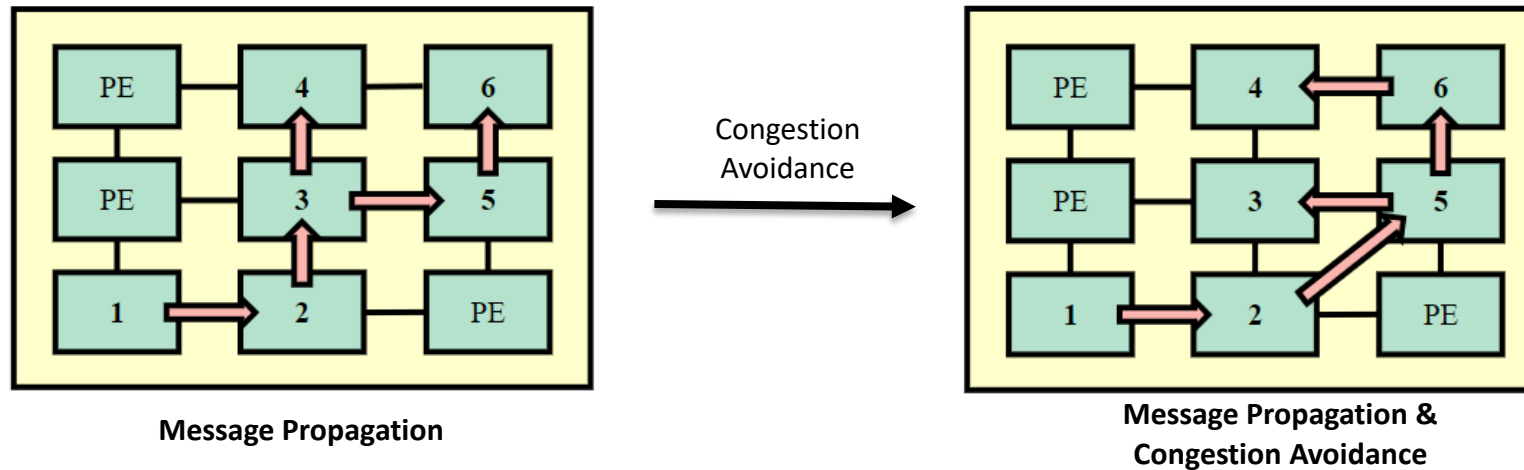 PE 4 6
PE 3 5
1 2 PE
Message Propagation
Congestion
Avoidance
PE 4 6
PE 3 5
1 2 PE
Message Propagation &
Congestion Avoidance